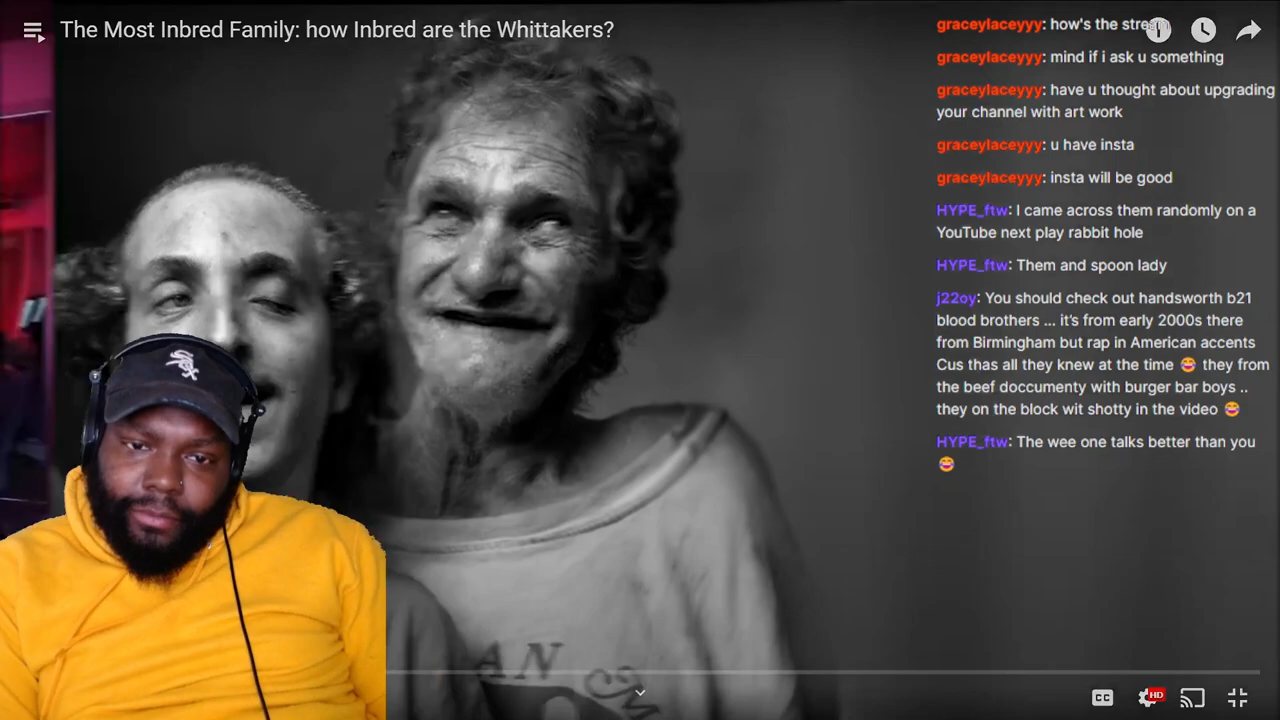 The Most Inbred Family: how Inbred are the Whittakers?
graceylaceyyy: how's the stream
graceylaceyyy: mind if i ask u something
graceylaceyyy: have u thought about upgrading
your channel with art work
graceylaceyyy: u have insta
graceylaceyyy: insta will be good
HYPE_ftw: I came across them randomly on a
YouTube next play rabbit hole
HYPE_ftw: Them and spoon lady
j22oy: You should check out handsworth b21
blood brothers ... it's from early 2000s there
from Birmingham but rap in American accents
Cus thas all they knew at the time 😂 they from
the beef doccumenty with burger bar boys ..
they on the block wit shotty in the video 😂
HYPE_ftw: The wee one talks better than you
😂
Sox
AN
CC
HD